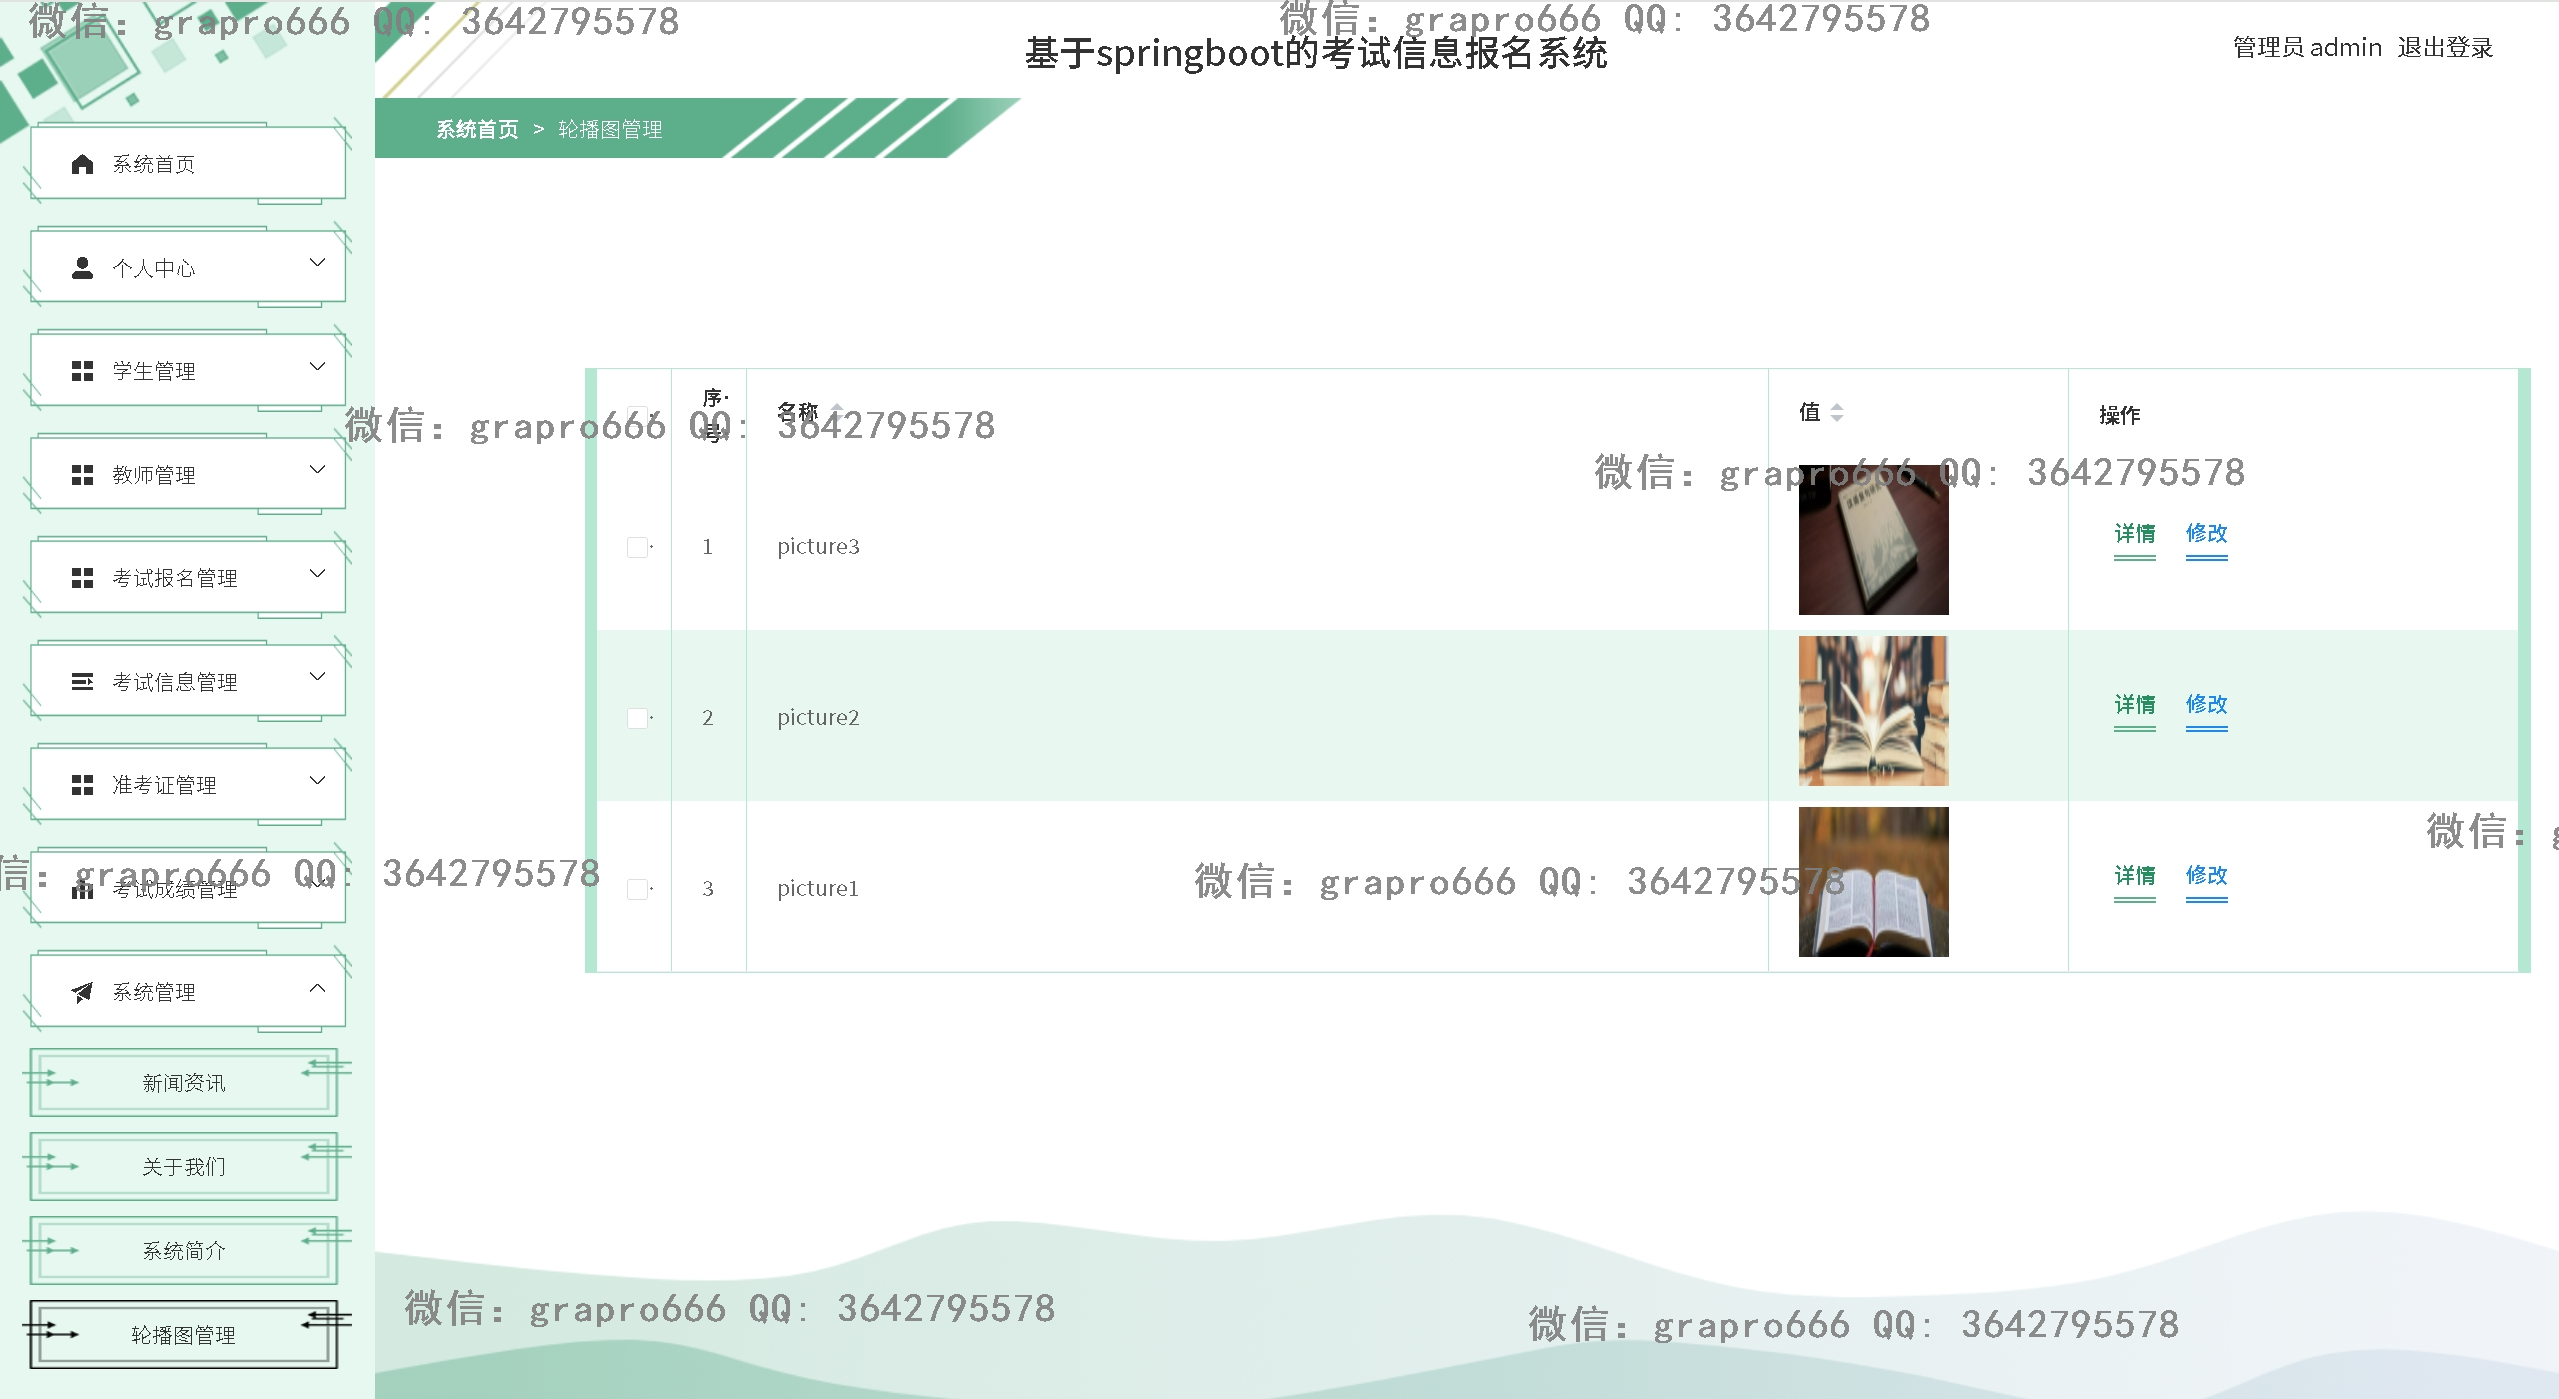 微信: grapro666 QQ: 3642795578
微信: grapro666 QQ: 3642795578
基于springboot的考试信息报名系统
管理员 admin 退出登录
系统首页 > 轮播图管理
系统首页
个人中心
学生管理
教师管理
考试报名管理
考试信息管理
准考证管理
考试成绩管理
系统管理
新闻资讯
关于我们
系统简介
轮播图管理
序号 名称 值 操作
微信: grapro666 QQ: 3642795578
微信: grapro666 QQ: 3642795578
1 picture3 详情 修改
2 picture2 详情 修改
3 picture1 详情 修改
信: grapro666 QQ: 3642795578
微信: grapro666 QQ: 3642795578
微信: g
微信: grapro666 QQ: 3642795578
微信: grapro666 QQ: 3642795578